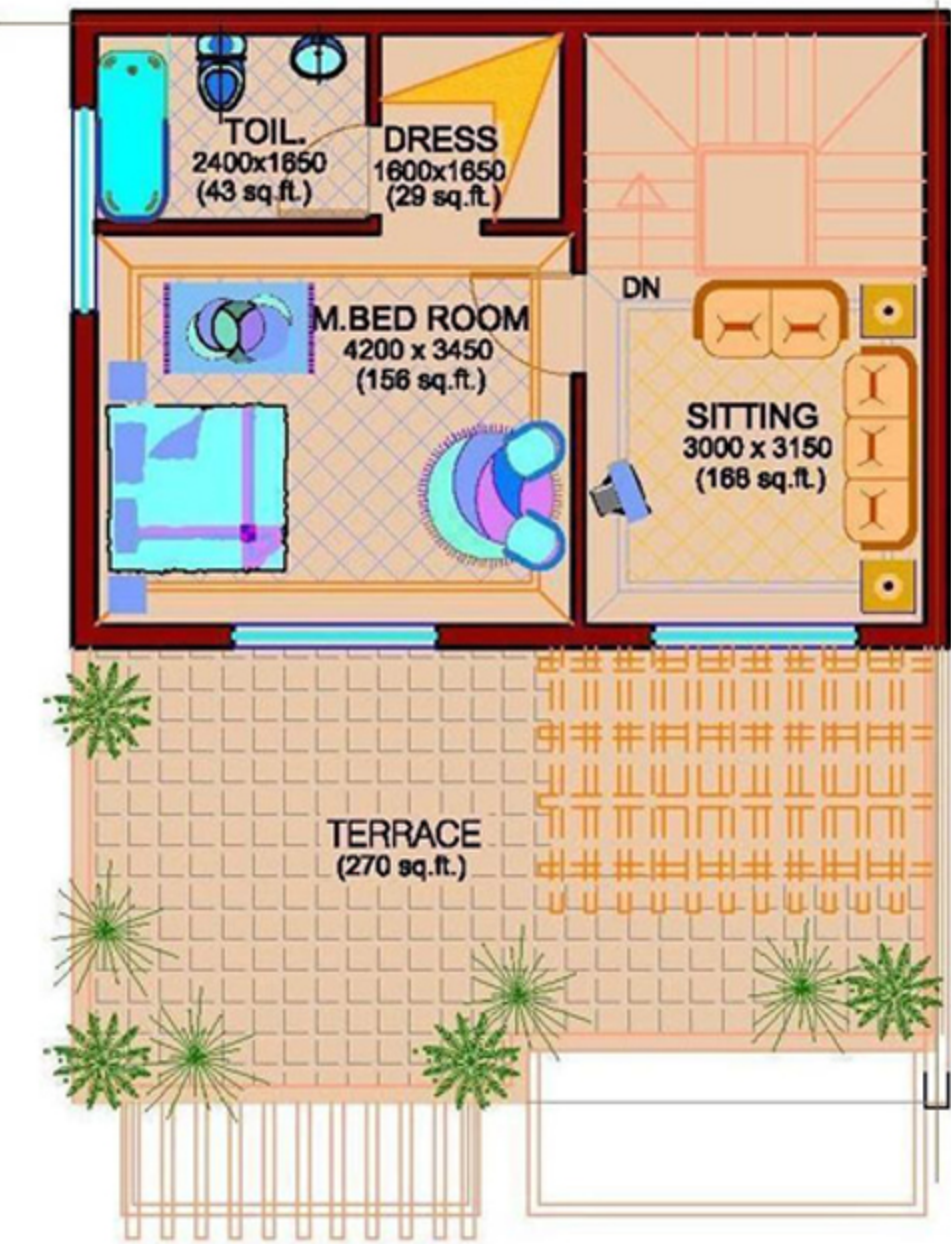 TOIL.
2400x1650
(43 sq.ft.)
DRESS
1600x1650
(29 sq.ft.)
M.BED ROOM
4200 x 3450
(156 sq.ft.)
DN
SITTING
3000 x 3150
(168 sq.ft.)
TERRACE
(270 sq.ft.)